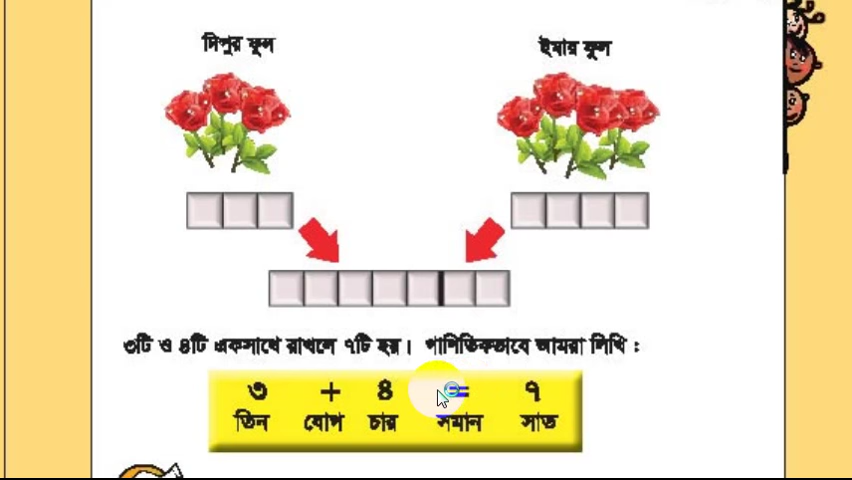 দিপুর ফুল
ইমার ফুল
৩টি ও ৪টি একসাথে রাখলে ৭টি হয়। গাণিতিকভাবে আমরা লিখি :
৩ + ৪ = ৭
তিন যোগ চার সমান সাত